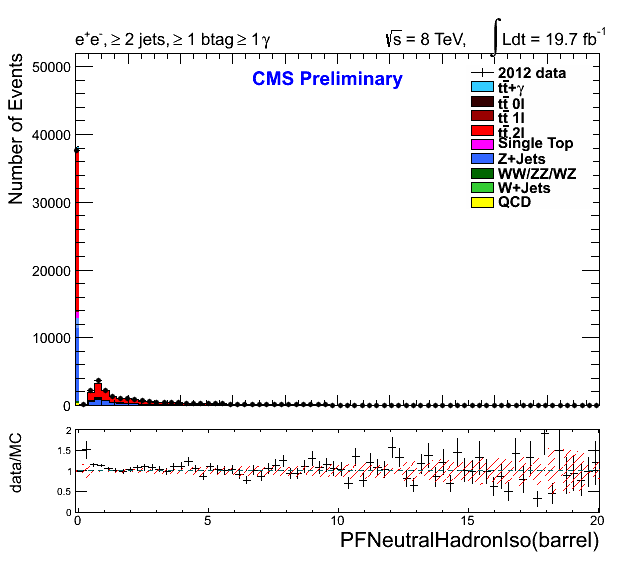 e⁺e⁻, ≥ 2 jets, ≥ 1 btag ≥ 1 γ
√s = 8 TeV, ∫ Ldt = 19.7 fb⁻¹
CMS Preliminary
2012 data
tt̄+γ
tt̄ 0l
tt̄ 1l
tt̄ 2l
Single Top
Z+Jets
WW/ZZ/WZ
W+Jets
QCD
Number of Events
50000
40000
30000
20000
10000
0
data/MC
2
1.5
1
0.5
0
0 5 10 15 20
PFNeutralHadronIso(barrel)